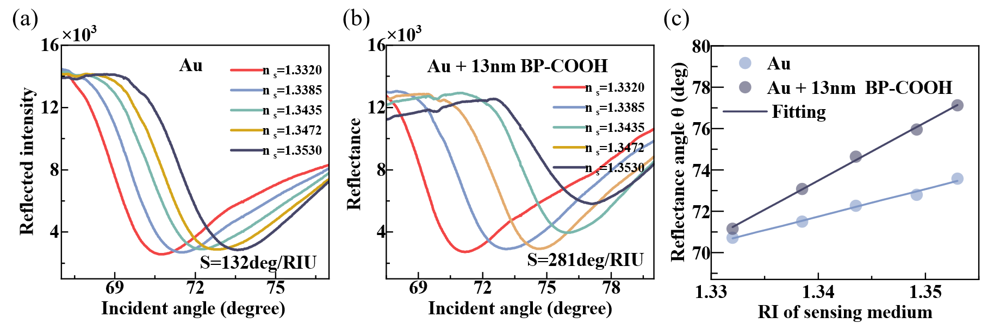 (a)
×10³
16
12
8
4
Reflected intensity
Au
n s=1.3320
n s=1.3385
n s=1.3435
n s=1.3472
n s=1.3530
S=132deg/RIU
69 72 75
Incident angle (degree)
(b)
×10³
16
12
8
4
Reflectance
Au + 13nm BP-COOH
n s=1.3320
n s=1.3385
n s=1.3435
n s=1.3472
n s=1.3530
S=281deg/RIU
69 72 75 78
Incident angle (degree)
(c)
80
78
76
74
72
70
Reflectance angle θ (deg)
Au
Au + 13nm BP-COOH
Fitting
1.33 1.34 1.35
RI of sensing medium